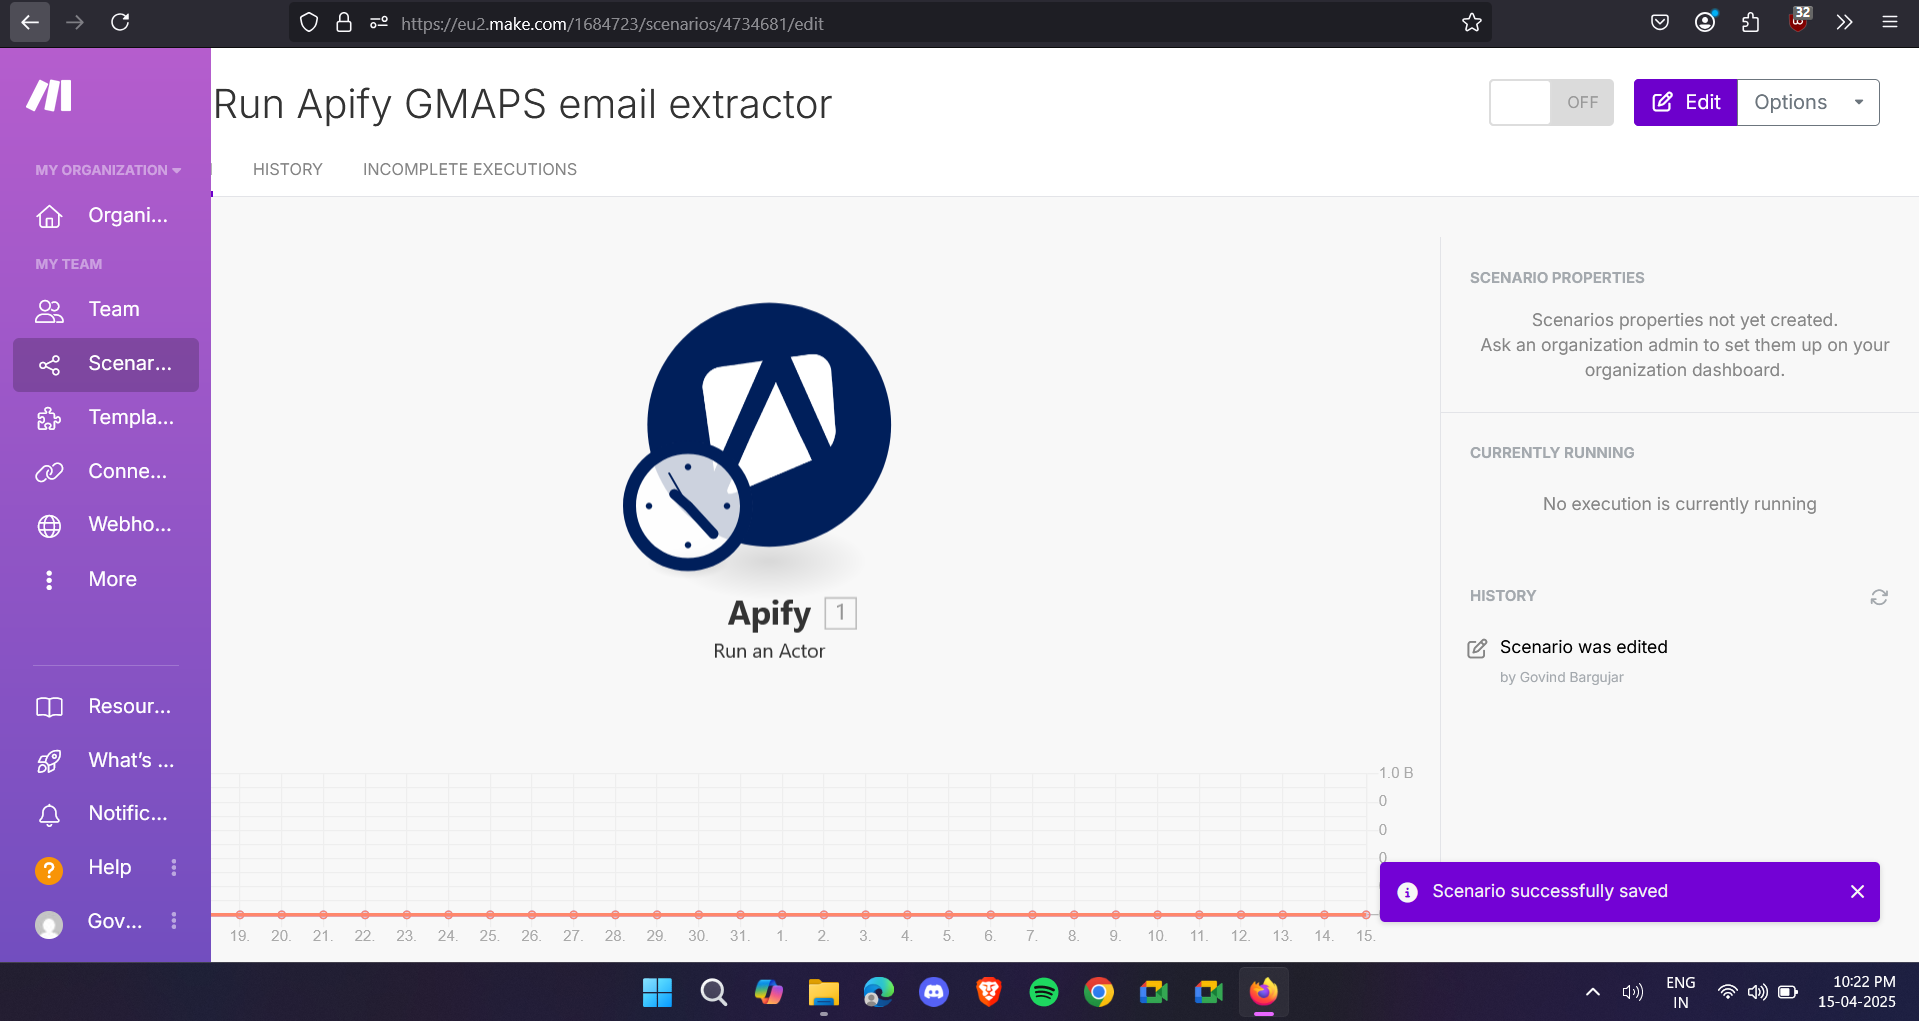 https://eu2.make.com/1684723/scenarios/4734681/edit
32
Run Apify GMAPS email extractor
OFF
Edit
Options
MY ORGANIZATION
HISTORY
INCOMPLETE EXECUTIONS
Organi...
MY TEAM
Team
Scenar...
Templa...
Conne...
Webho...
More
Resour...
What's ...
Notific...
Help
Gov...
SCENARIO PROPERTIES
Scenarios properties not yet created.
Ask an organization admin to set them up on your
organization dashboard.
CURRENTLY RUNNING
No execution is currently running
HISTORY
Scenario was edited
by Govind Bargujar
Apify 1
Run an Actor
1.0 B
0
0
0
19. 20. 21. 22. 23. 24. 25. 26. 27. 28. 29. 30. 31. 1. 2. 3. 4. 5. 6. 7. 8. 9. 10. 11. 12. 13. 14. 15.
Scenario successfully saved
ENG
IN
10:22 PM
15-04-2025